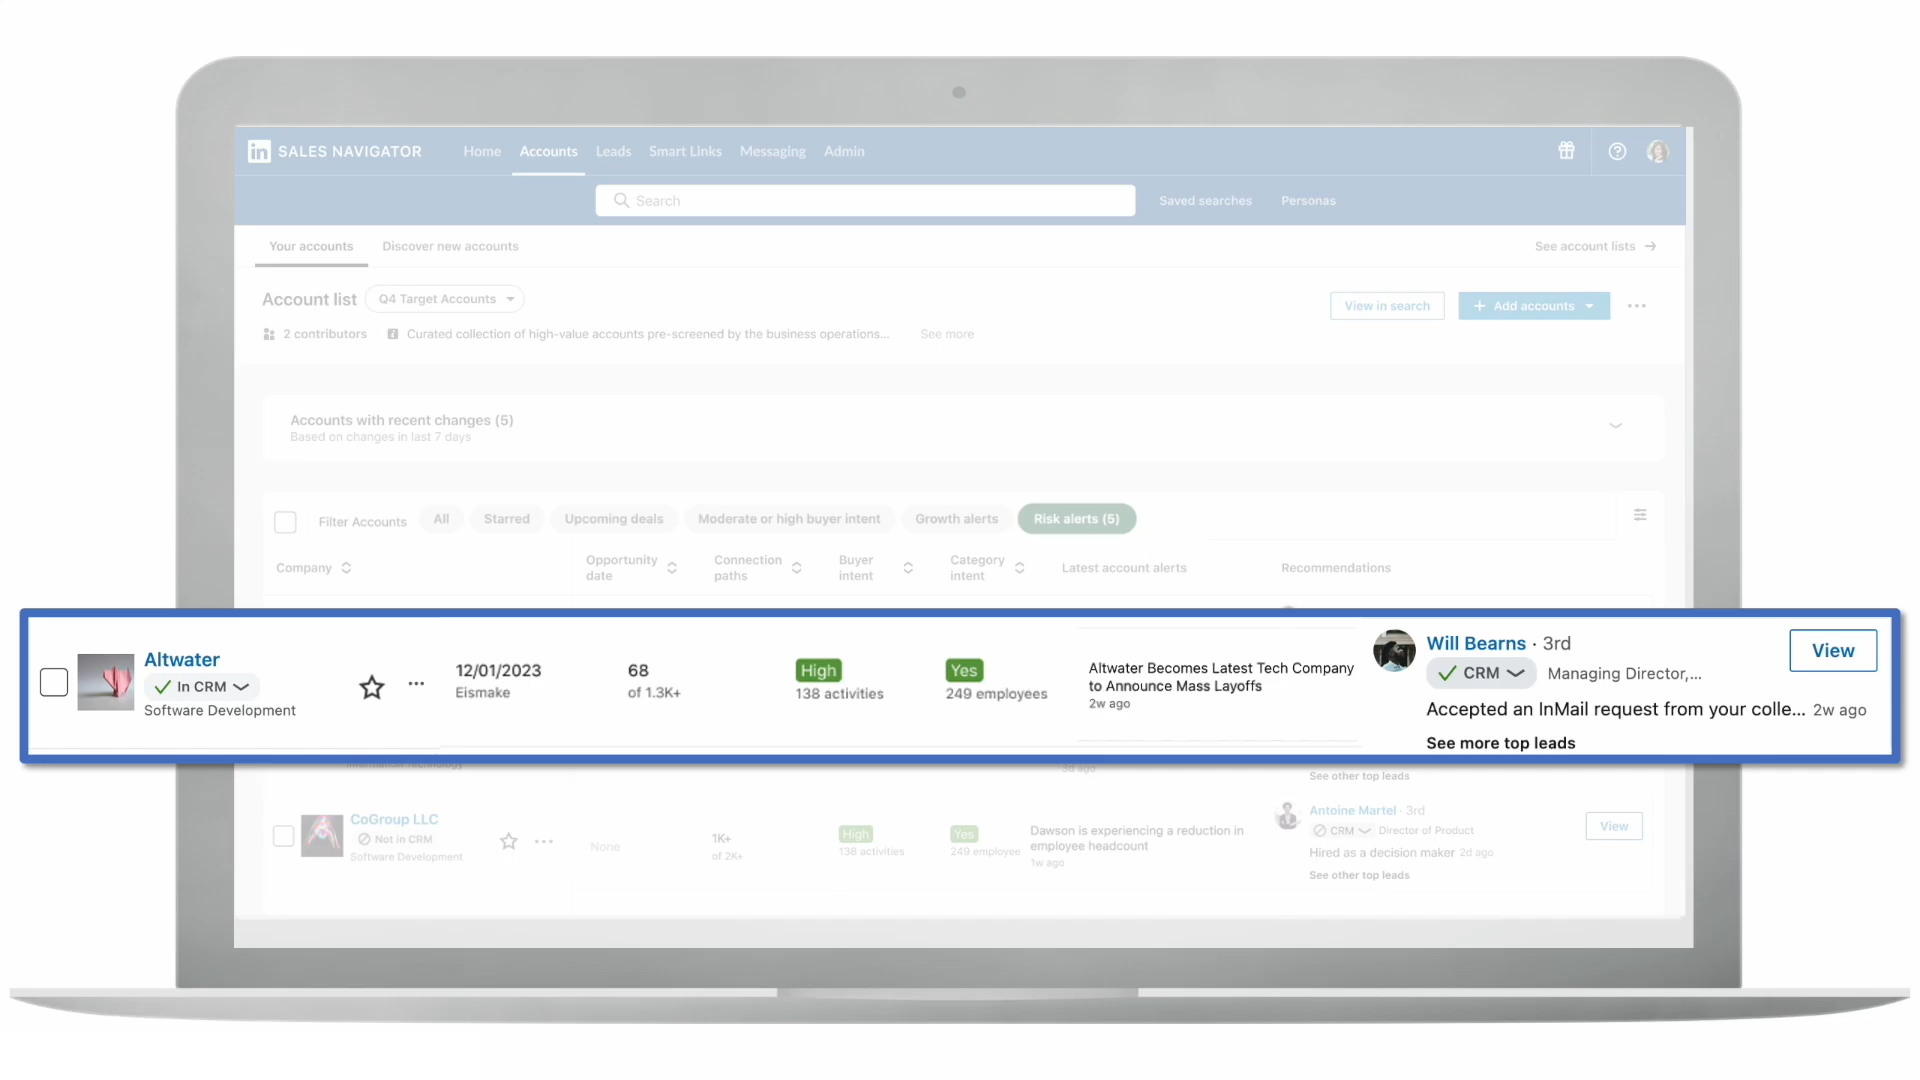 in SALES NAVIGATOR Home Accounts Leads Smart Links Messaging Admin
Search Saved searches Personas
Your accounts Discover new accounts See account lists →
Account list Q4 Target Accounts View in search + Add accounts ...
2 contributors Curated collection of high-value accounts pre-screened by the business operations... See more
Accounts with recent changes (5)
Based on changes in last 7 days
Filter Accounts All Starred Upcoming deals Moderate or high buyer intent Growth alerts Risk alerts (5)
Company Opportunity date Connection paths Buyer intent Category intent Latest account alerts Recommendations
Altwater
In CRM
Software Development
12/01/2023
Eismake
68
of 1.3K+
High
138 activities
Yes
249 employees
Altwater Becomes Latest Tech Company
to Announce Mass Layoffs
2w ago
Will Bearns · 3rd
CRM Managing Director,...
Accepted an InMail request from your colle... 2w ago
See more top leads
View
Information Technology
3d ago
See other top leads
CoGroup LLC
Not in CRM
Software Development
None
1K+
of 2K+
High
138 activities
Yes
249 employee
Dawson is experiencing a reduction in
employee headcount
1w ago
Antoine Martel · 3rd
CRM Director of Product
Hired as a decision maker 2d ago
See other top leads
View